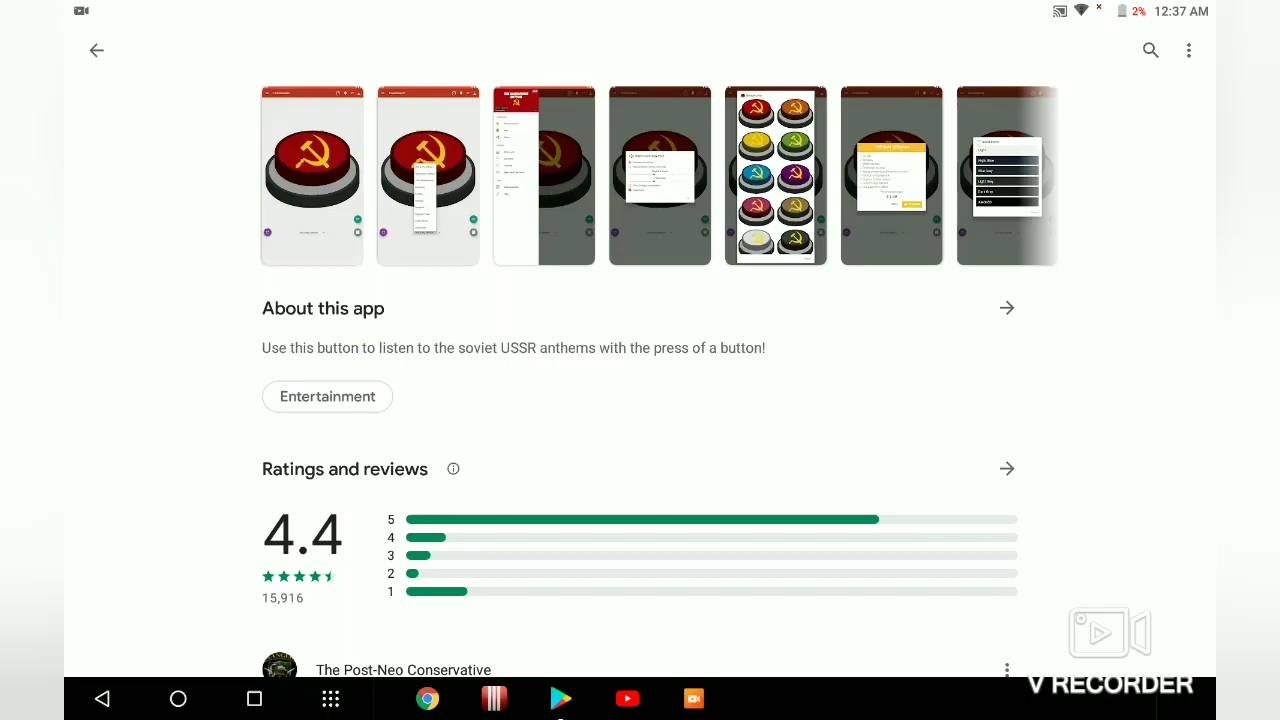 2% 12:37 AM
About this app
Use this button to listen to the soviet USSR anthems with the press of a button!
Entertainment
Ratings and reviews
4.4
5
4
3
2
1
15,916
The Post-Neo Conservative
V RECORDER